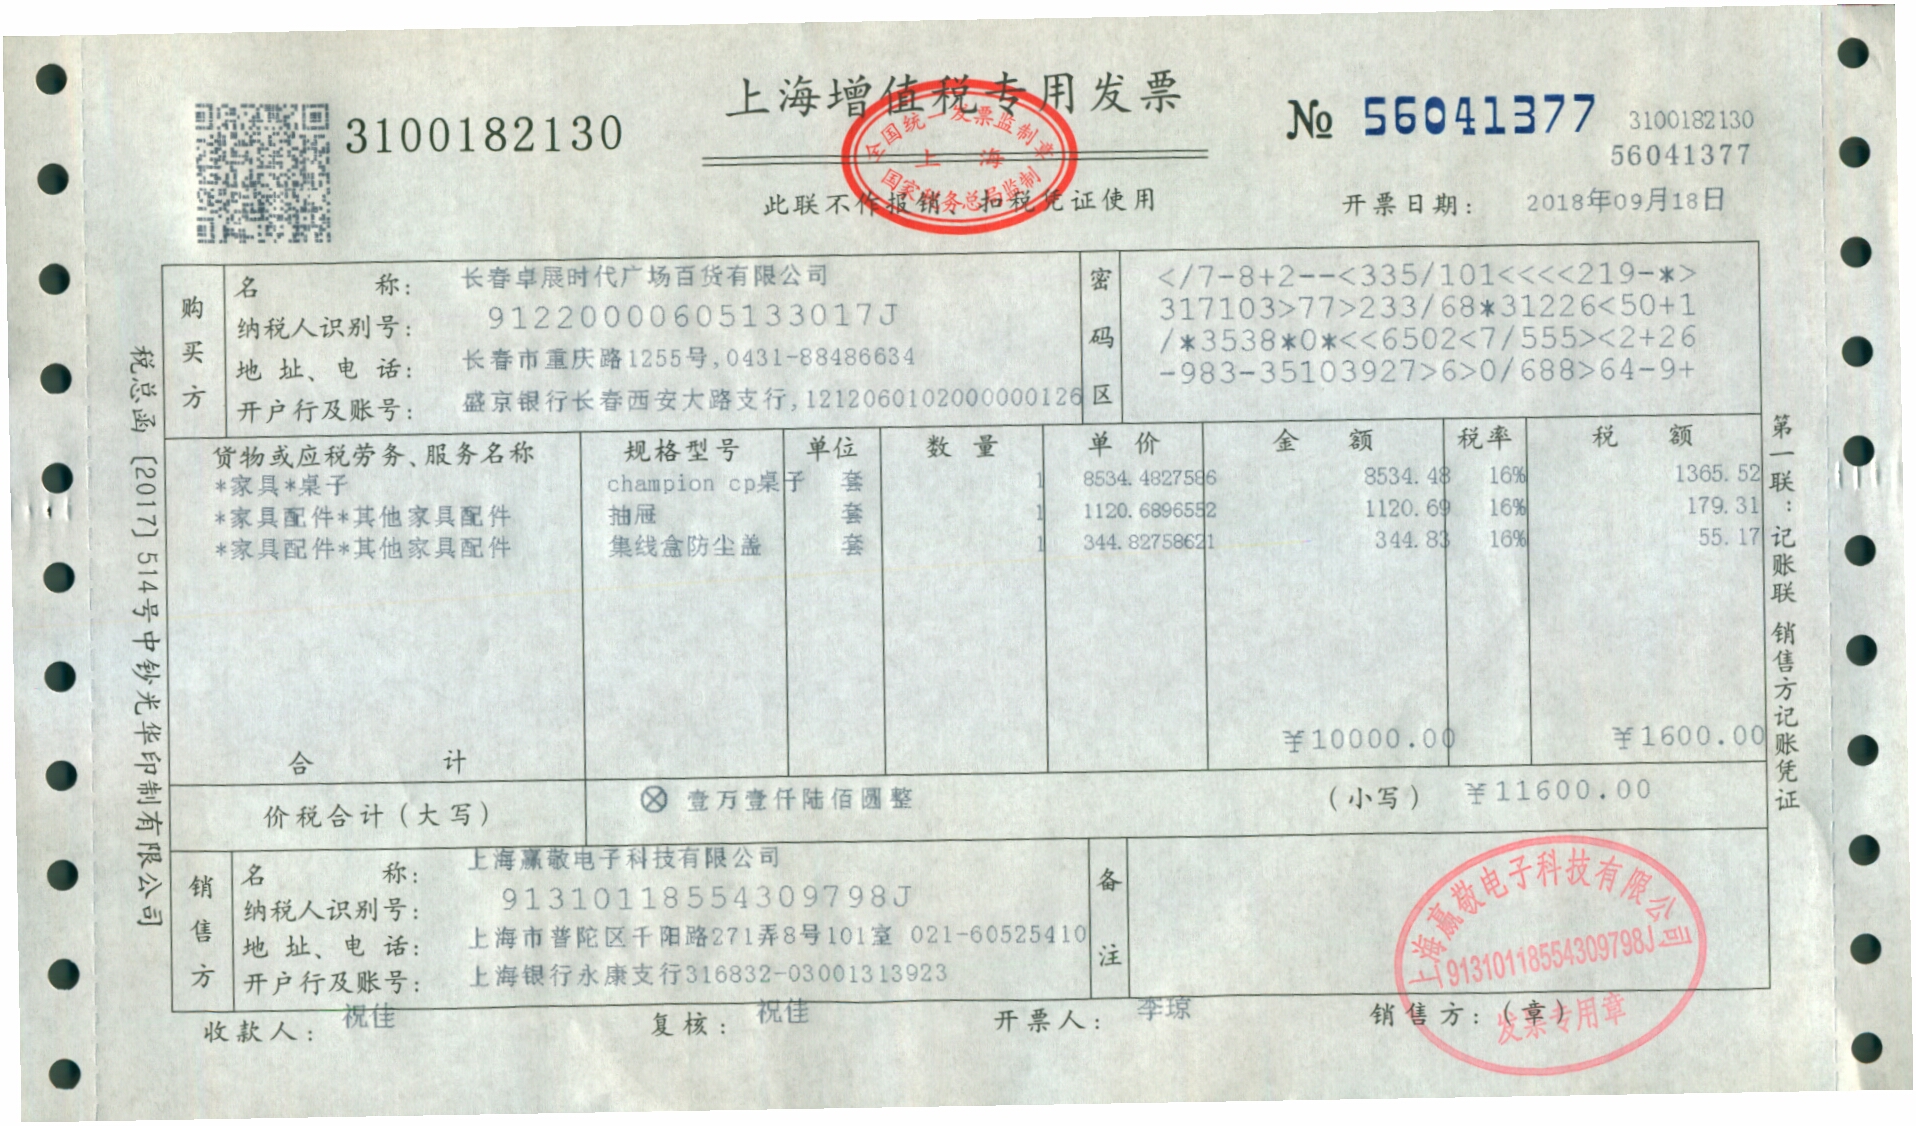 上海增值税专用发票
3100182130
№ 56041377
3100182130
56041377
全国统一发票监制章
上海
国家税务总局监制
此联不作报销、扣税凭证使用
开票日期: 2018年09月18日
购买方
名 称: 长春卓展时代广场百货有限公司
纳税人识别号: 91220000605133017J
地 址、电 话: 长春市重庆路1255号,0431-88486634
开户行及账号: 盛京银行长春西安大路支行,1212060102000000126
密码区
</7-8+2--<335/101<<<<219-*>
317103>77>233/68*31226<50+1
/*3538*0*<<6502<7/555><2+26
-983-35103927>6>0/688>64-9+
货物或应税劳务、服务名称 规格型号 单位 数 量 单 价 金 额 税率 税 额
*家具*桌子 champion cp桌子 套 1 8534.4827586 8534.48 16% 1365.52
*家具配件*其他家具配件 抽屉 套 1 1120.6896552 1120.69 16% 179.31
*家具配件*其他家具配件 集线盒防尘盖 套 1 344.82758621 344.83 16% 55.17
合 计 ¥10000.00 ¥1600.00
价税合计(大写) ⊗ 壹万壹仟陆佰圆整 (小写) ¥11600.00
销售方
名 称: 上海赢敬电子科技有限公司
纳税人识别号: 91310118554309798J
地 址、电 话: 上海市普陀区千阳路271弄8号101室 021-60525410
开户行及账号: 上海银行永康支行316832-03001313923
备注
收款人: 祝佳 复核: 祝佳 开票人: 李琼 销售方:(章)
上海赢敬电子科技有限公司
91310118554309798J
发票专用章
税总函[2017]514号中钞光华印制有限公司
第一联:记账联 销售方记账凭证